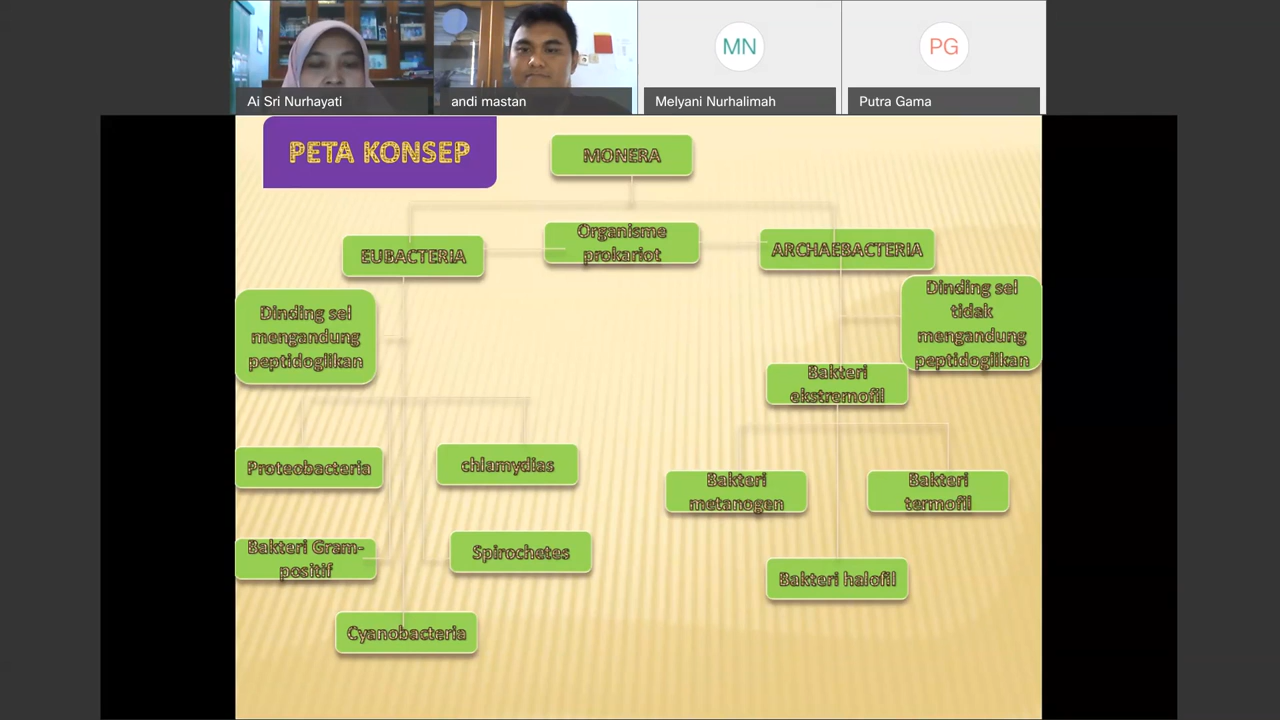 MN
PG
Ai Sri Nurhayati
andi mastan
Melyani Nurhalimah
Putra Gama
PETA KONSEP
MONERA
EUBACTERIA
Organisme
prokariot
ARCHAEBACTERIA
Dinding sel
mengandung
peptidoglikan
Dinding sel
tidak
mengandung
peptidoglikan
Bakteri
ekstremofil
Proteobacteria
chlamydias
Bakteri
metanogen
Bakteri
termofil
Bakteri Gram-
positif
Spirochetes
Bakteri halofil
Cyanobacteria